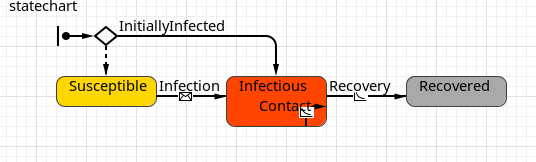 statechart
InitiallyInfected
Susceptible
Infection
Infectious
Recovery
Recovered
Contact